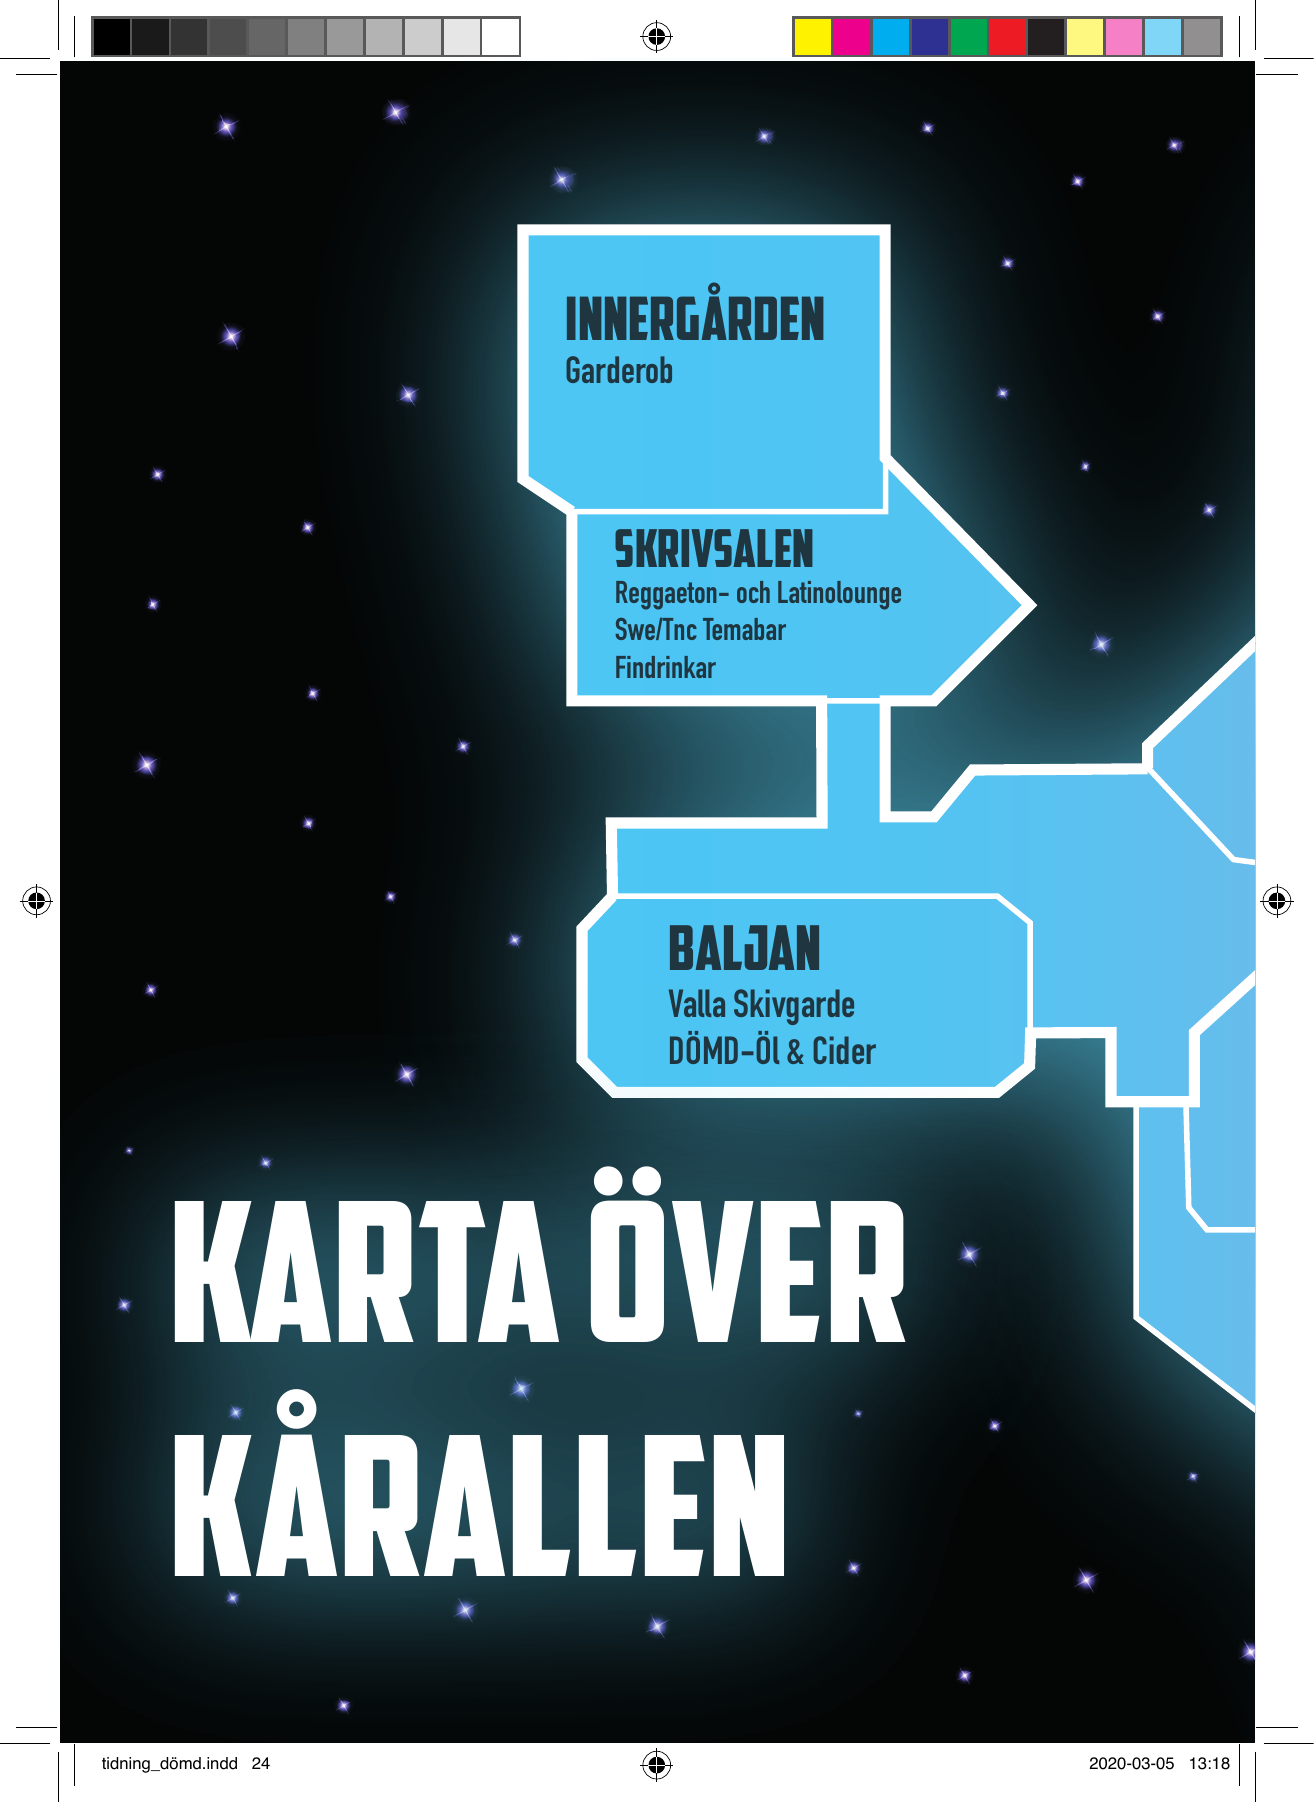 INNERGÅRDEN
Garderob
SKRIVSALEN
Reggaeton- och Latinolounge
Swe/Tnc Temabar
Findrinkar
BALJAN
Valla Skivgarde
DÖMD-Öl & Cider
KARTA ÖVER
KÅRALLEN
tidning_dömd.indd 24
2020-03-05 13:18